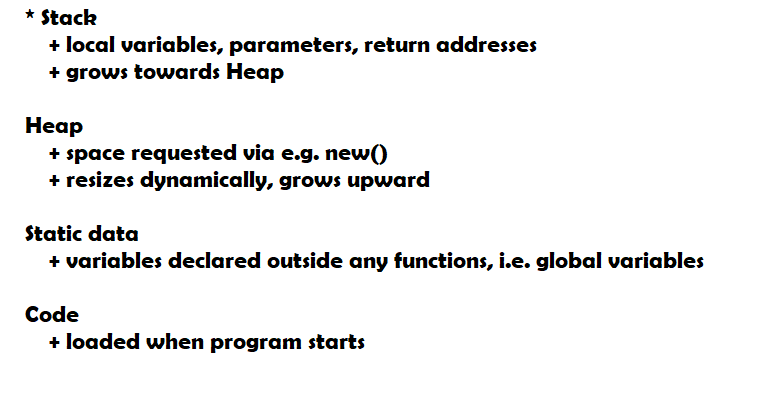 * Stack
+ local variables, parameters, return addresses
+ grows towards Heap
Heap
+ space requested via e.g. new()
+ resizes dynamically, grows upward
Static data
+ variables declared outside any functions, i.e. global variables
Code
+ loaded when program starts